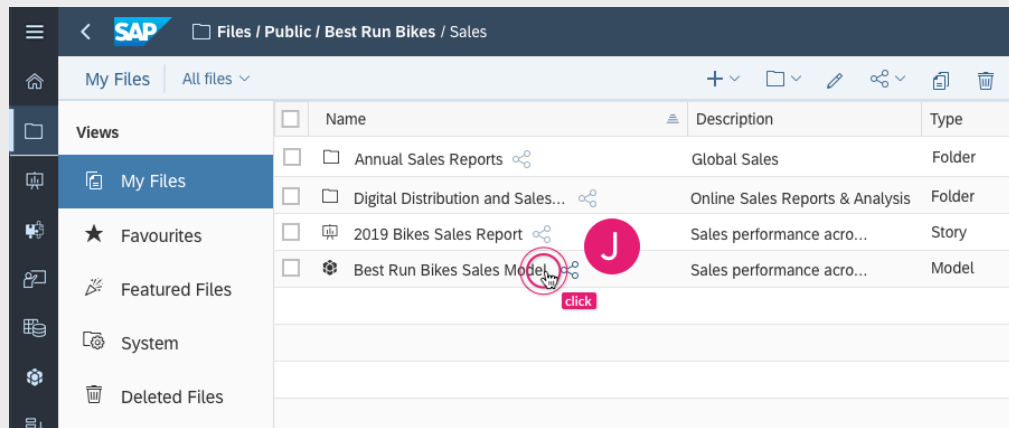 SAP Files / Public / Best Run Bikes / Sales
My Files All files
Views
My Files
Favourites
Featured Files
System
Deleted Files
Name Description Type
Annual Sales Reports Global Sales Folder
Digital Distribution and Sales... Online Sales Reports & Analysis Folder
2019 Bikes Sales Report Sales performance acro... Story
J
Best Run Bikes Sales Model Sales performance acro... Model
click